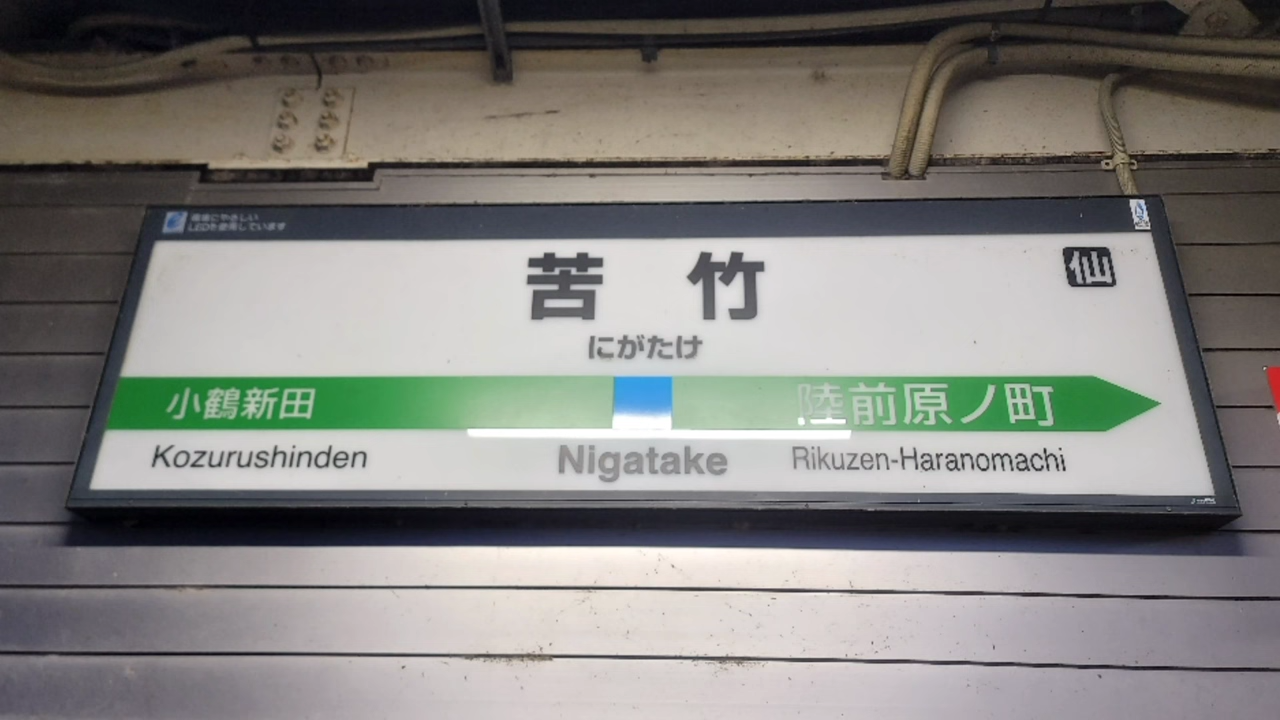 環境にやさしい
LEDを使用しています
苦竹
仙
にがたけ
小鶴新田
陸前原ノ町
Kozurushinden
Nigatake
Rikuzen-Haranomachi